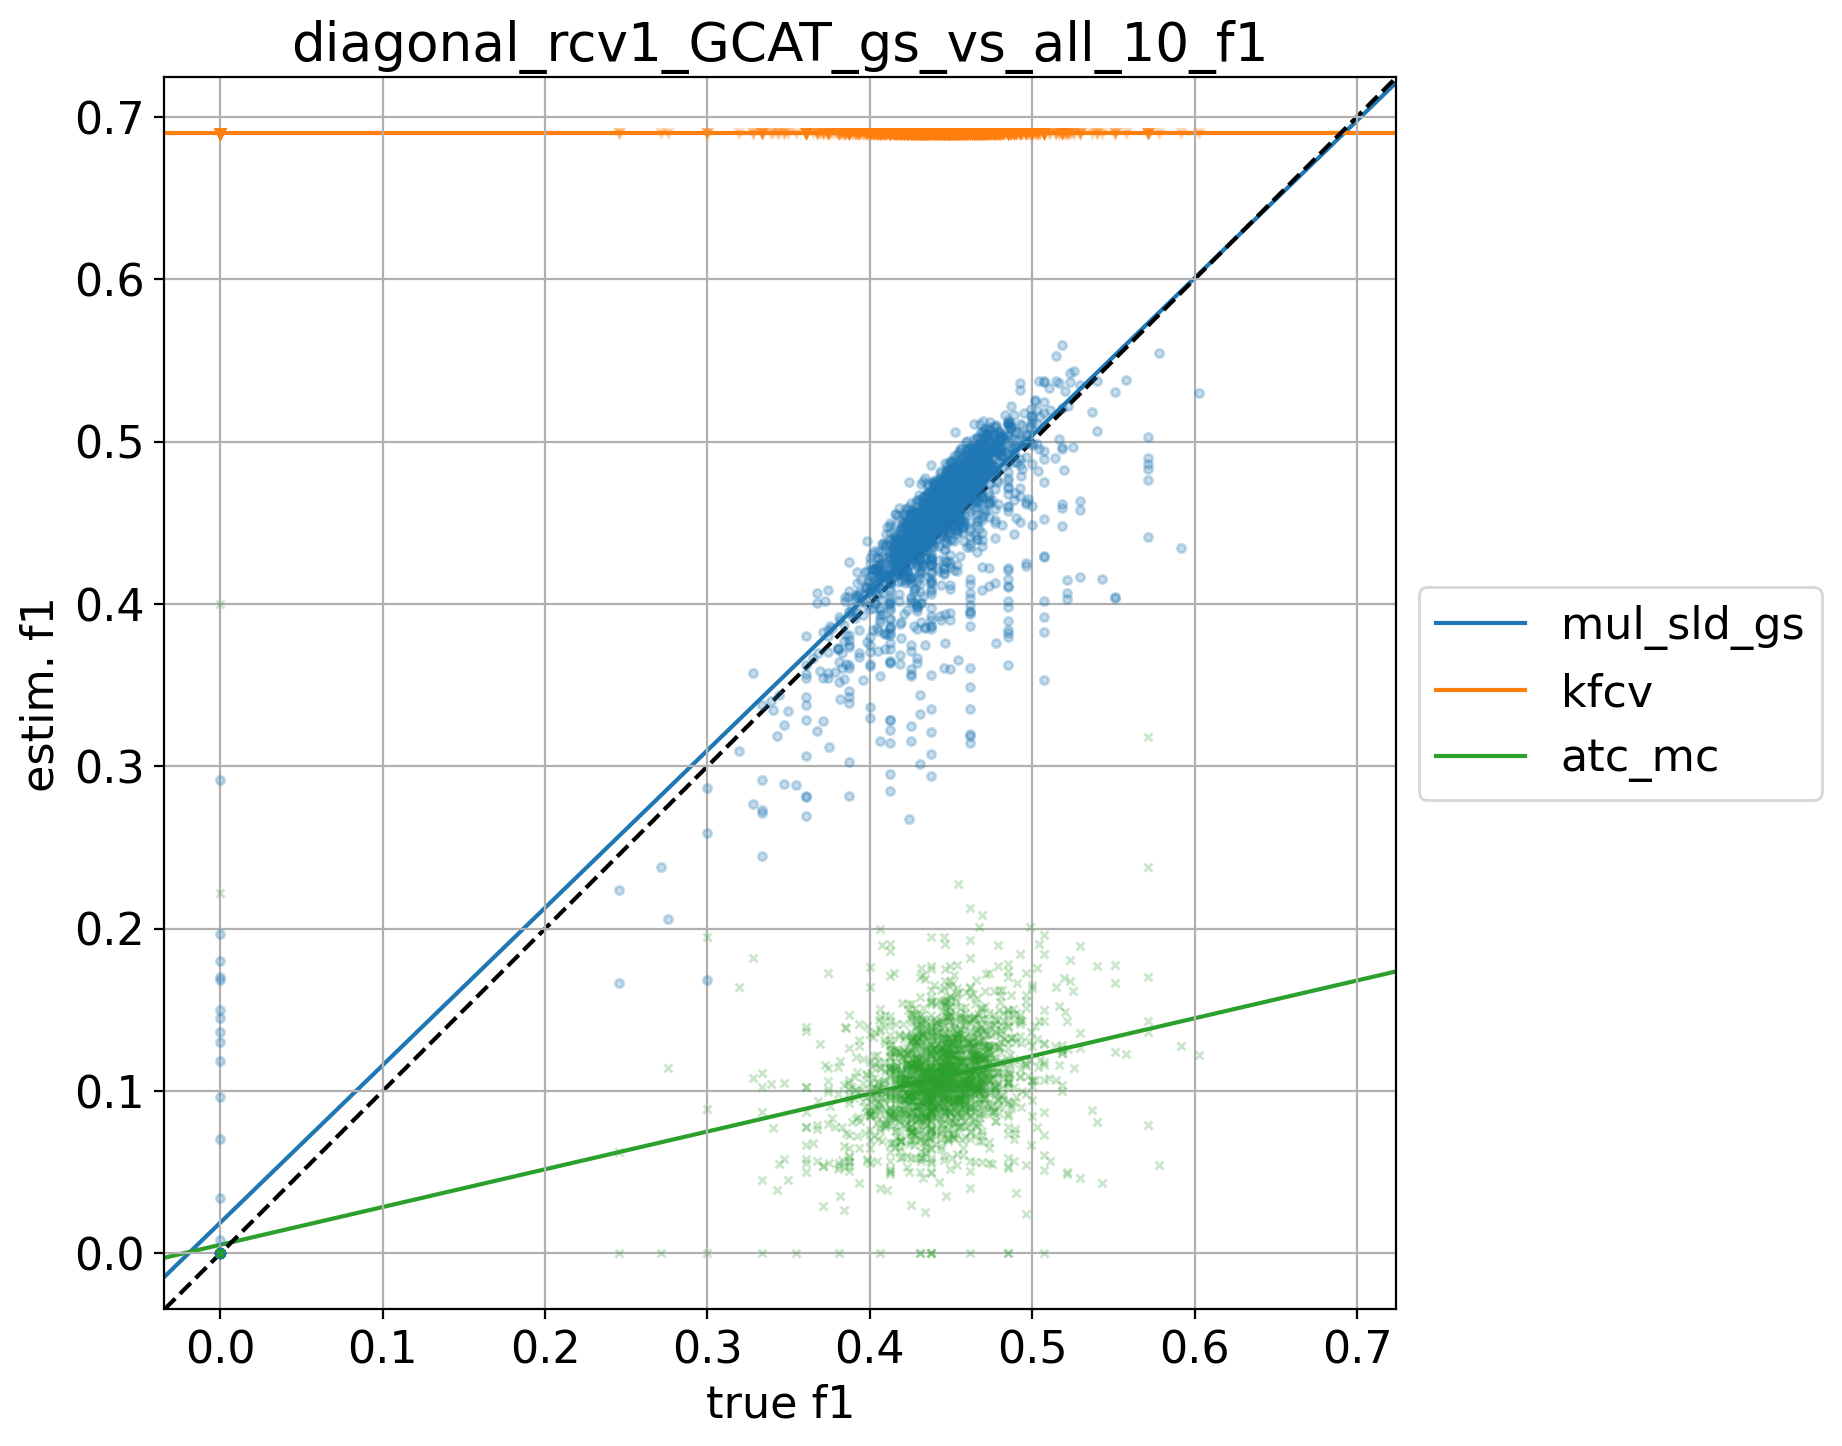 diagonal_rcv1_GCAT_gs_vs_all_10_f1
0.7
0.6
0.5
0.4
0.3
0.2
0.1
0.0
estim. f1
0.0 0.1 0.2 0.3 0.4 0.5 0.6 0.7
true f1
mul_sld_gs
kfcv
atc_mc